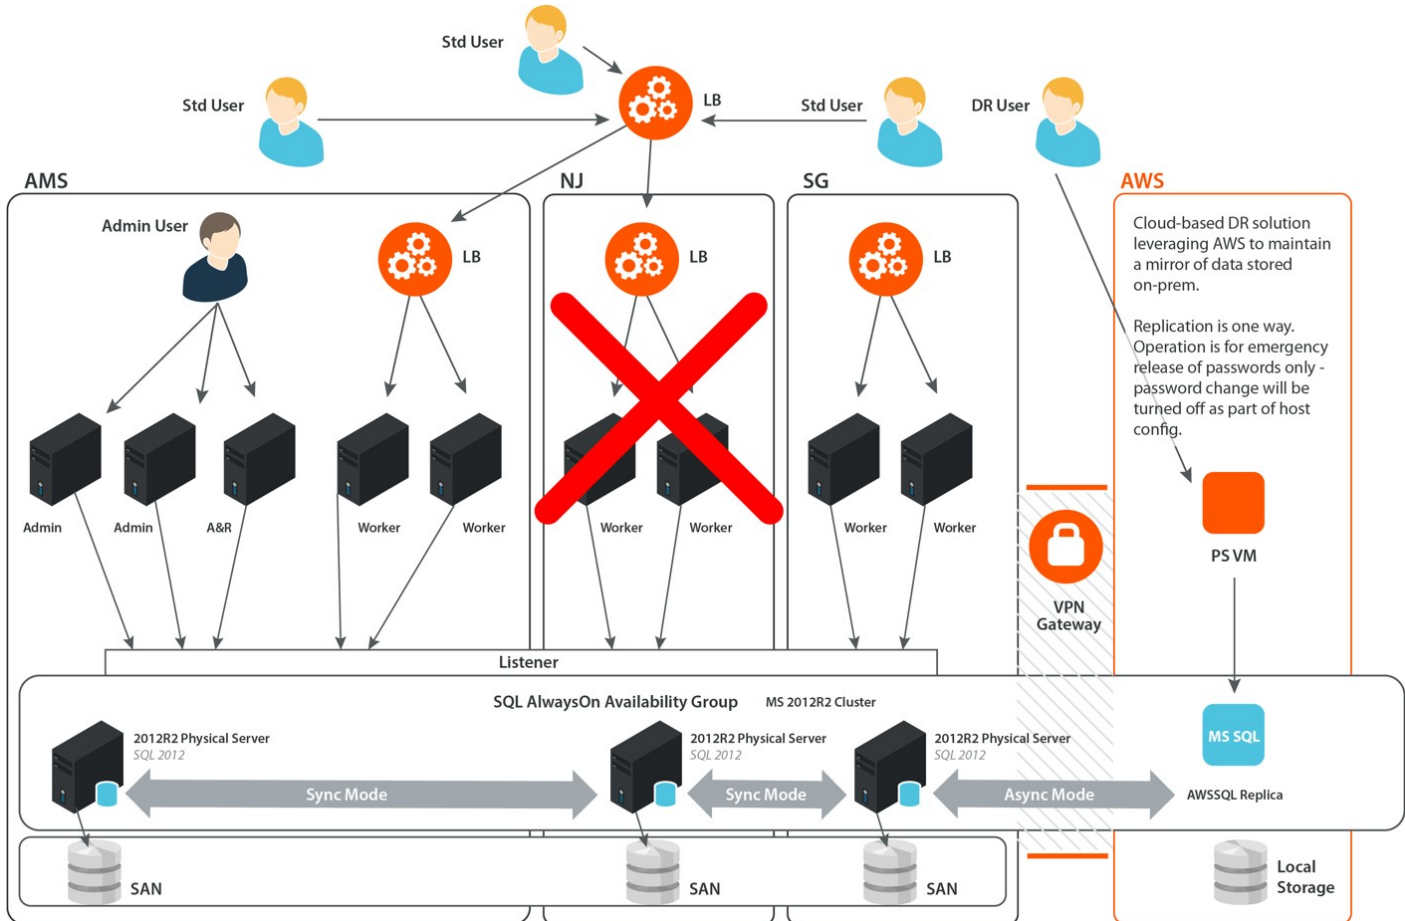 Std User
Std User
LB
Std User
DR User
AMS
NJ
SG
AWS
Admin User
LB
LB
LB
Cloud-based DR solution
leveraging AWS to maintain
a mirror of data stored
on-prem.
Replication is one way.
Operation is for emergency
release of passwords only -
password change will be
turned off as part of host
config.
Admin
Admin
A&R
Worker
Worker
Worker
Worker
Worker
Worker
PS VM
VPN
Gateway
Listener
SQL AlwaysOn Availability Group
MS 2012R2 Cluster
2012R2 Physical Server
SQL 2012
2012R2 Physical Server
SQL 2012
2012R2 Physical Server
SQL 2012
MS SQL
Sync Mode
Sync Mode
Async Mode
AWSSQL Replica
SAN
SAN
SAN
Local
Storage